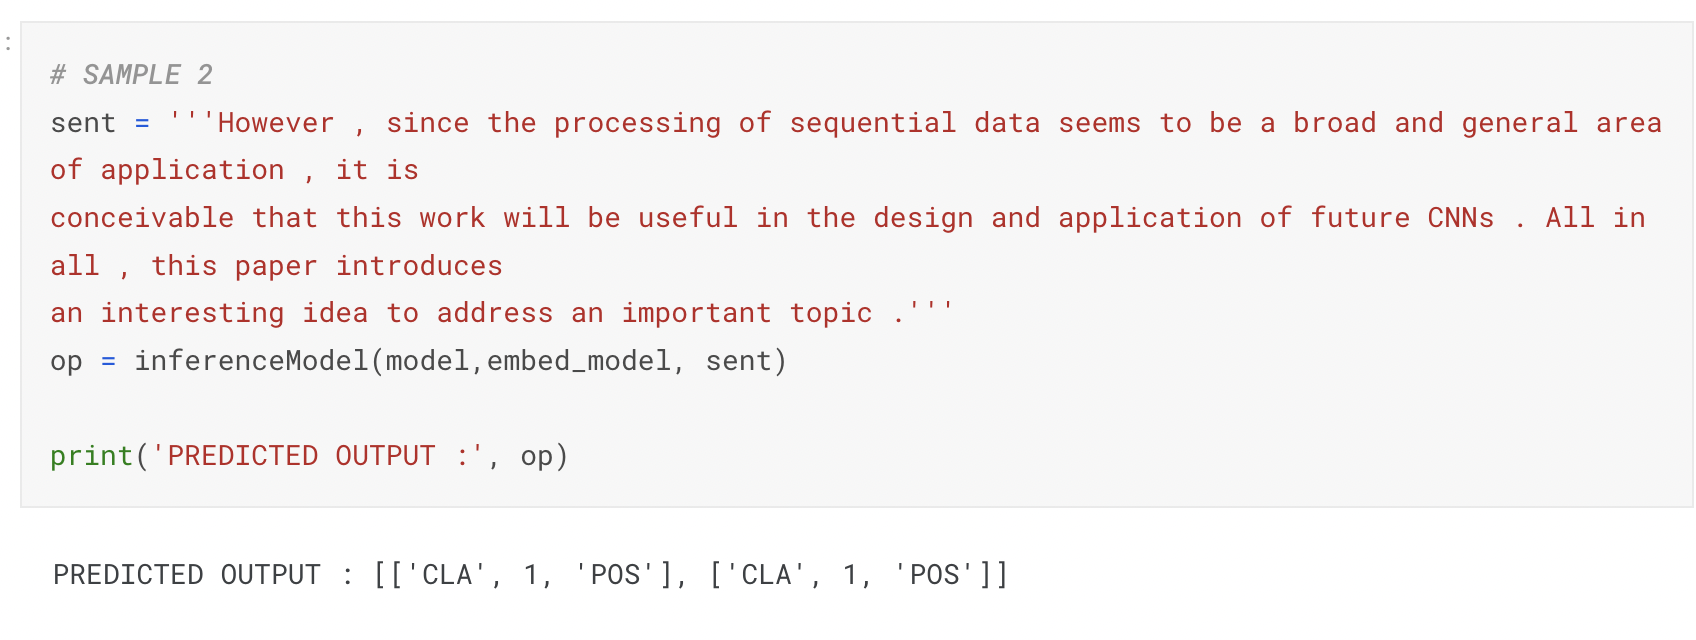 :
# SAMPLE 2
sent = '''However , since the processing of sequential data seems to be a broad and general area
of application , it is
conceivable that this work will be useful in the design and application of future CNNs . All in
all , this paper introduces
an interesting idea to address an important topic .'''
op = inferenceModel(model,embed_model, sent)
print('PREDICTED OUTPUT :', op)
PREDICTED OUTPUT : [['CLA', 1, 'POS'], ['CLA', 1, 'POS']]